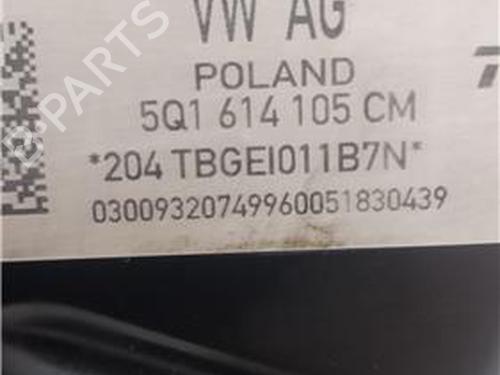 VW AG
POLAND
5Q1 614 105 CM
*204 TBGEI011B7N*
03009320749960051830439